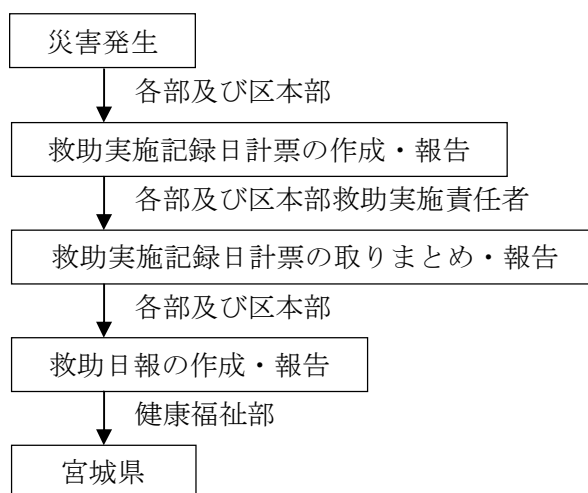 災害発生
各部及び区本部
救助実施記録日計票の作成・報告
各部及び区本部救助実施責任者
救助実施記録日計票の取りまとめ・報告
各部及び区本部
救助日報の作成・報告
健康福祉部
宮城県